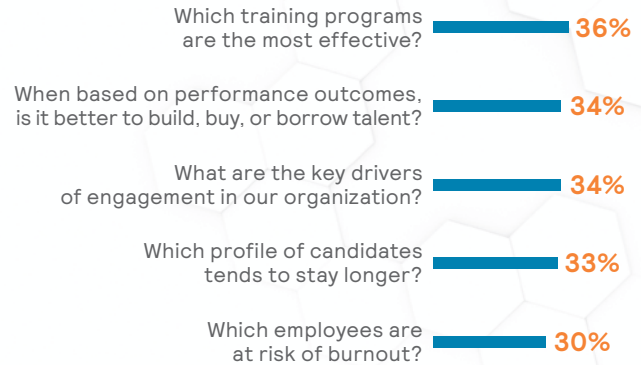 Which training programs
are the most effective?
36%
When based on performance outcomes,
is it better to build, buy, or borrow talent?
34%
What are the key drivers
of engagement in our organization?
34%
Which profile of candidates
tends to stay longer?
33%
Which employees are
at risk of burnout?
30%